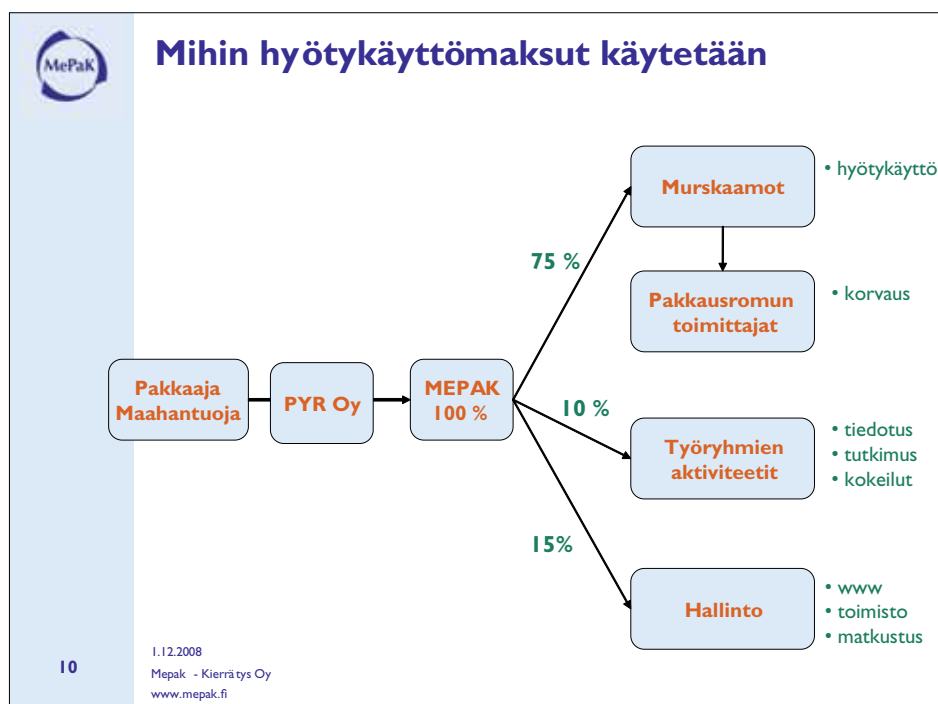 MePaK
Mihin hyötykäyttömaksut käytetään
Murskaamot
• hyötykäyttö
75 %
Pakkausromun
toimittajat
• korvaus
Pakkaaja
Maahantuoja
PYR Oy
MEPAK
100 %
10 %
Työryhmien
aktiviteetit
• tiedotus
• tutkimus
• kokeilut
15%
Hallinto
• www
• toimisto
• matkustus
10
1.12.2008
Mepak - Kierrätys Oy
www.mepak.fi